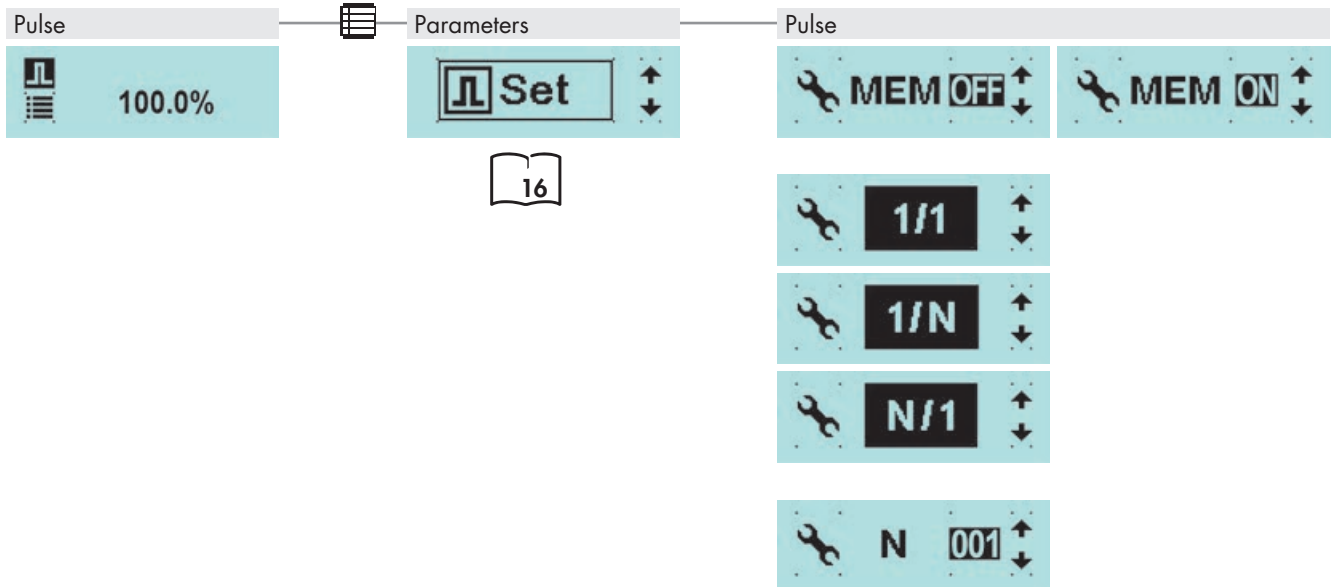 Pulse Parameters Pulse
100.0% Set MEM OFF MEM ON
16
1/1
1/N
N/1
N 001